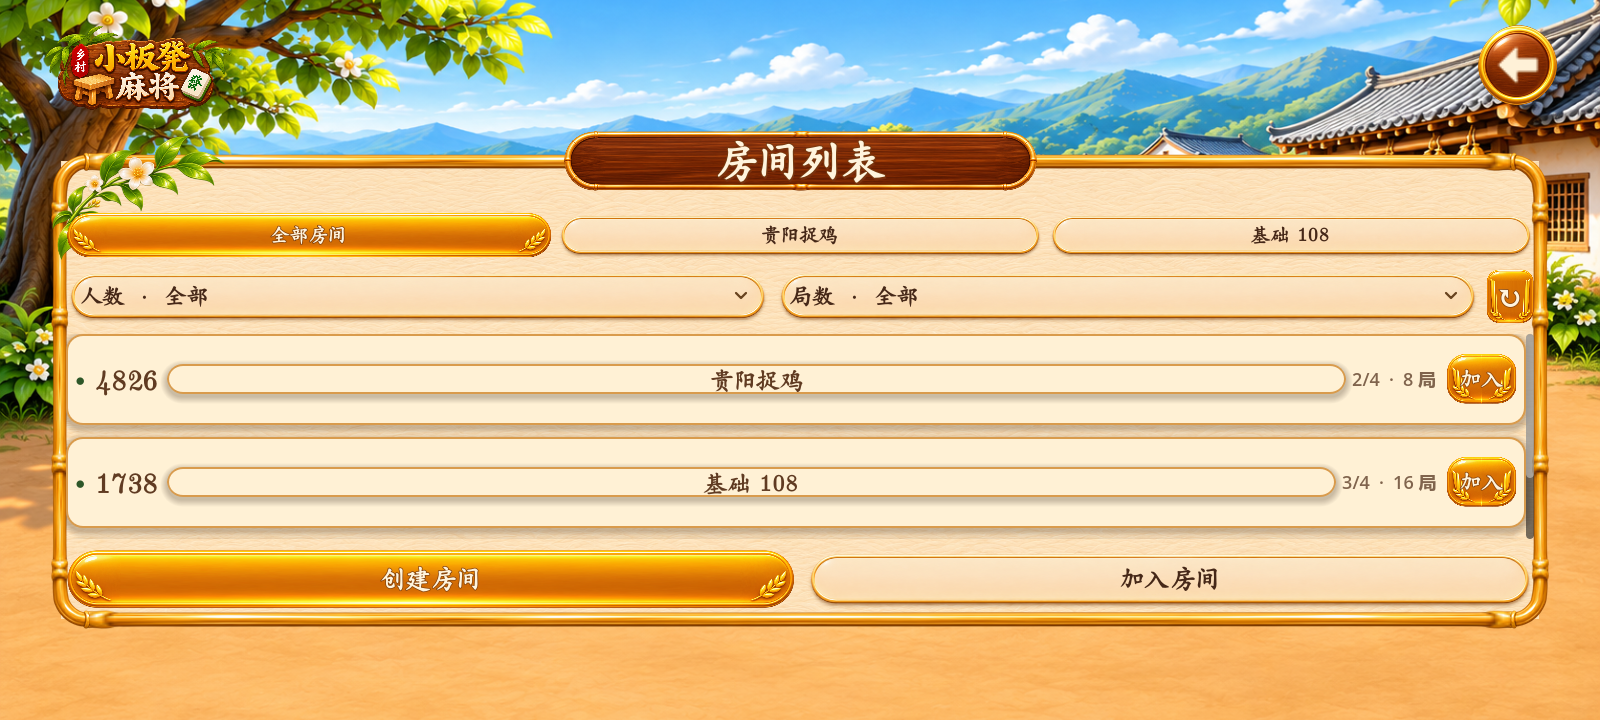 乡村
小板發
麻将
發
房间列表
全部房间
贵阳捉鸡
基础 108
人数 · 全部
局数 · 全部
4826
贵阳捉鸡
2/4 · 8 局
加入
1738
基础 108
3/4 · 16 局
加入
创建房间
加入房间